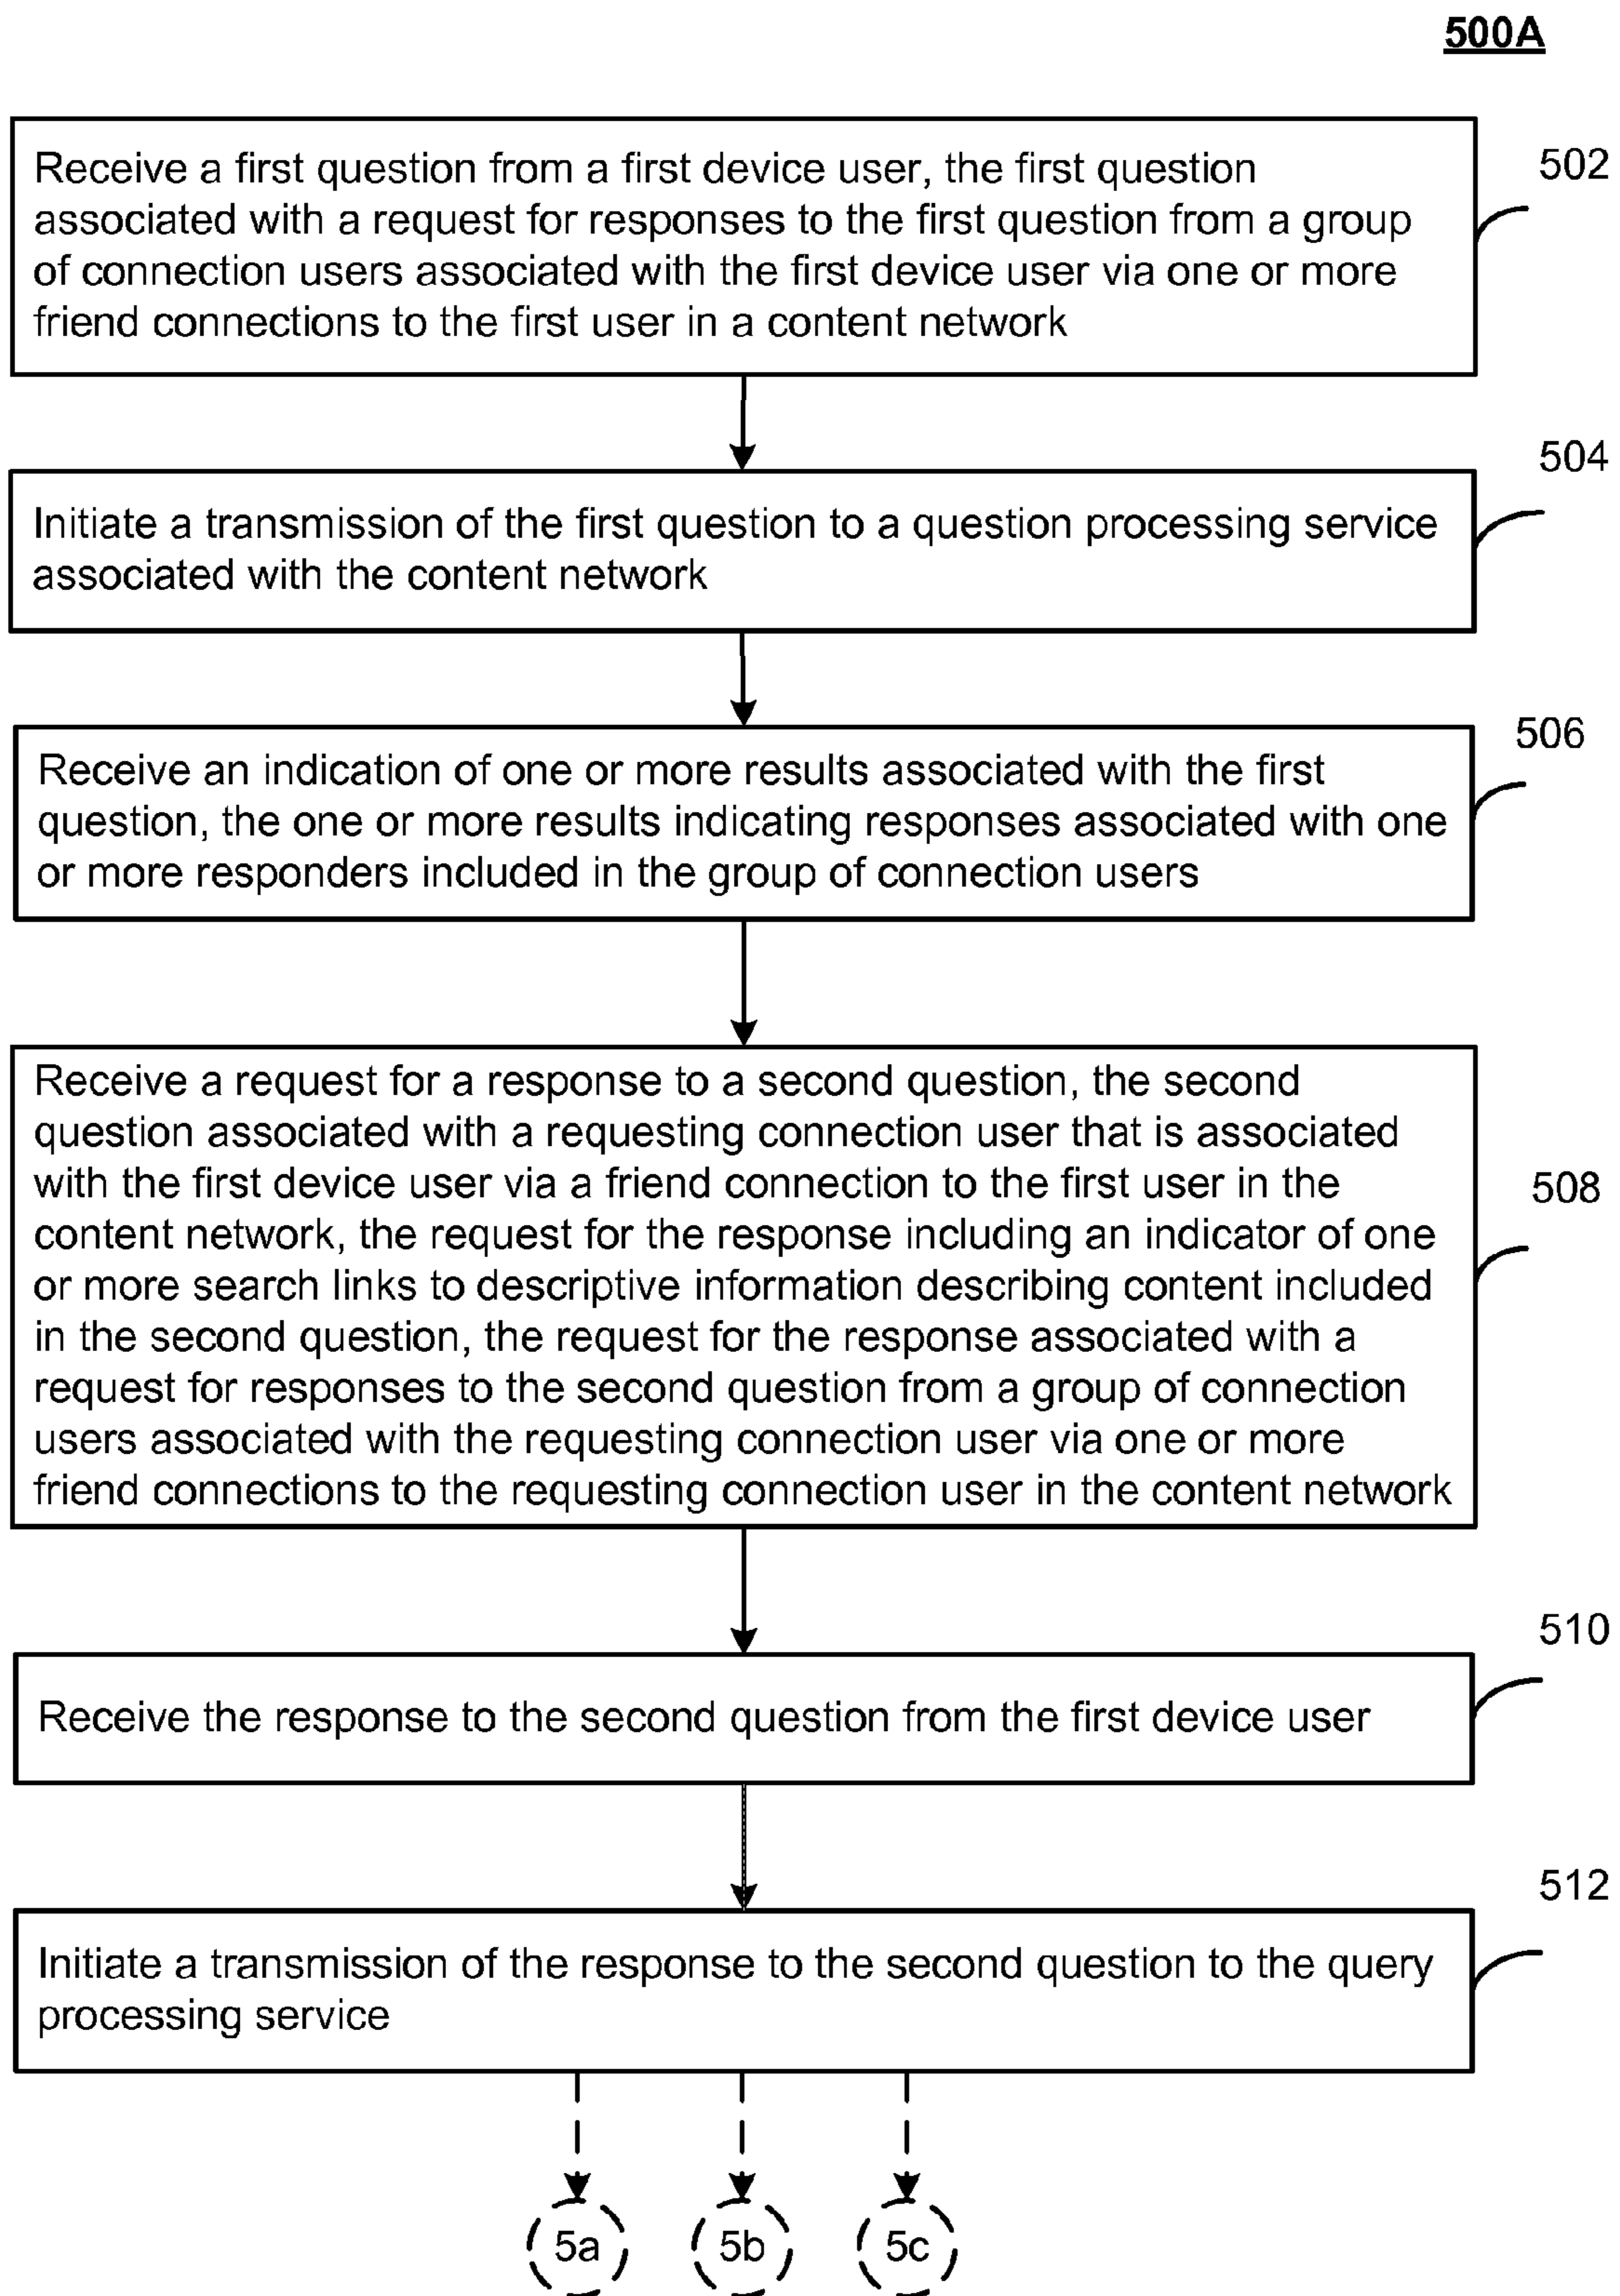 500A
Receive a first question from a first device user, the first question
associated with a request for responses to the first question from a group
of connection users associated with the first device user via one or more
friend connections to the first user in a content network
502
Initiate a transmission of the first question to a question processing service
associated with the content network
504
Receive an indication of one or more results associated with the first
question, the one or more results indicating responses associated with one
or more responders included in the group of connection users
506
Receive a request for a response to a second question, the second
question associated with a requesting connection user that is associated
with the first device user via a friend connection to the first user in the
content network, the request for the response including an indicator of one
or more search links to descriptive information describing content included
in the second question, the request for the response associated with a
request for responses to the second question from a group of connection
users associated with the requesting connection user via one or more
friend connections to the requesting connection user in the content network
508
Receive the response to the second question from the first device user
510
Initiate a transmission of the response to the second question to the query
processing service
512
5a
5b
5c